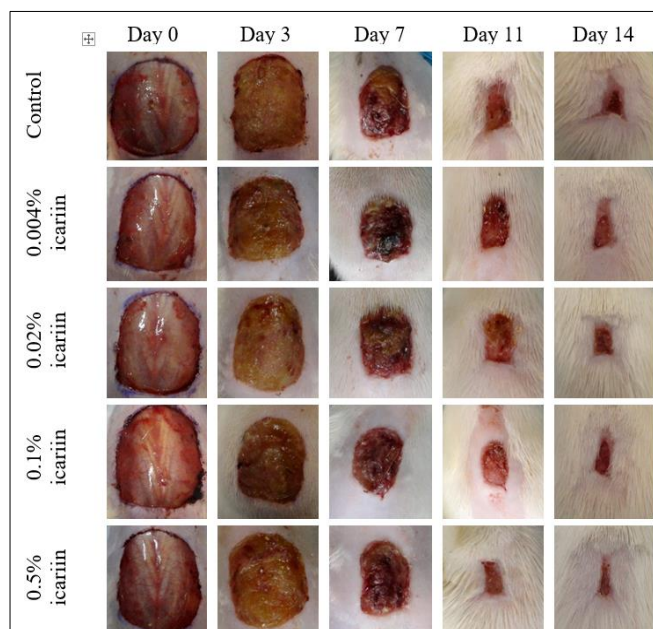 Day 0 Day 3 Day 7 Day 11 Day 14
Control
0.004%
icariin
0.02%
icariin
0.1%
icariin
0.5%
icariin